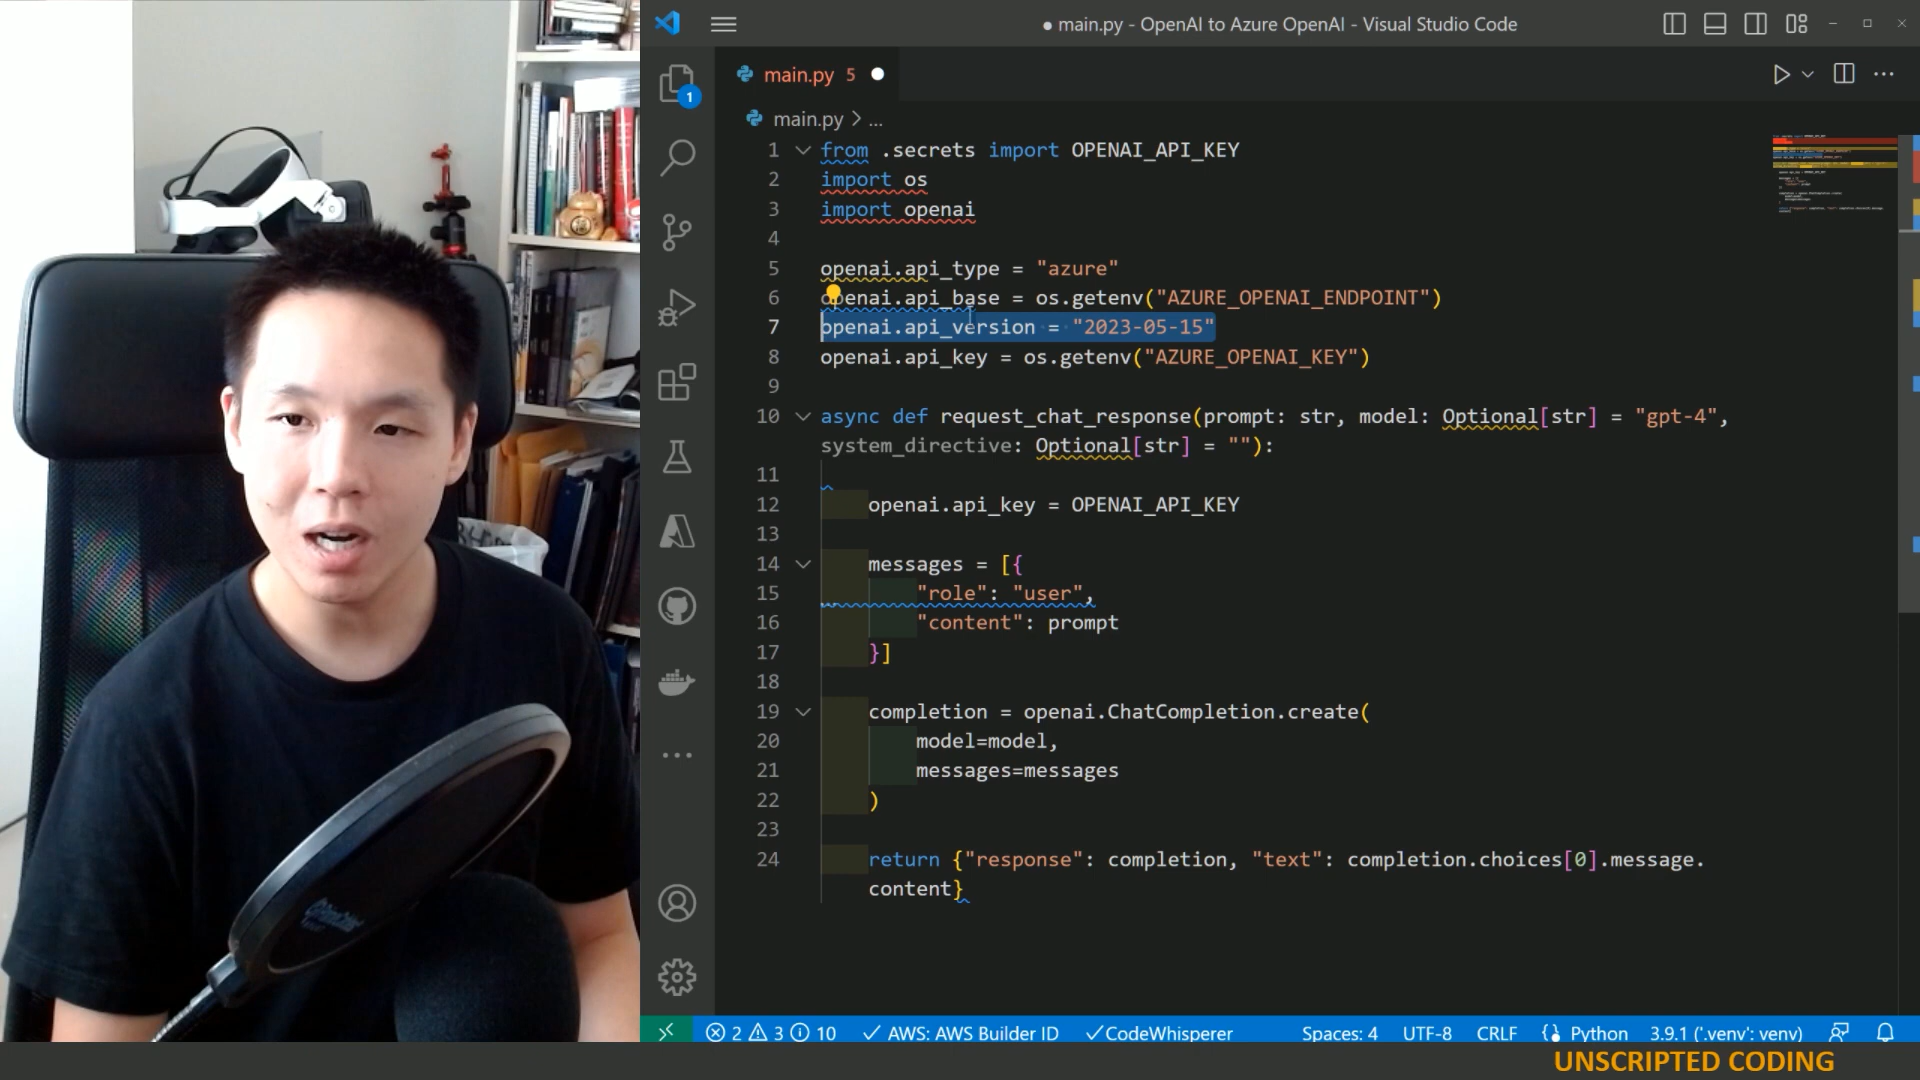 main.py - OpenAI to Azure OpenAI - Visual Studio Code
1
main.py 5
main.py > ...
1 from .secrets import OPENAI_API_KEY
2 import os
3 import openai
4
5 openai.api_type = "azure"
6 openai.api_base = os.getenv("AZURE_OPENAI_ENDPOINT")
7 openai.api_version = "2023-05-15"
8 openai.api_key = os.getenv("AZURE_OPENAI_KEY")
9
10 async def request_chat_response(prompt: str, model: Optional[str] = "gpt-4",
system_directive: Optional[str] = ""):
11
12 openai.api_key = OPENAI_API_KEY
13
14 messages = [{
15 "role": "user",
16 "content": prompt
17 }]
18
19 completion = openai.ChatCompletion.create(
20 model=model,
21 messages=messages
22 )
23
24 return {"response": completion, "text": completion.choices[0].message.
content}
2 3 10 AWS: AWS Builder ID CodeWhisperer Spaces: 4 UTF-8 CRLF Python 3.9.1 ('.venv': venv)
UNSCRIPTED CODING